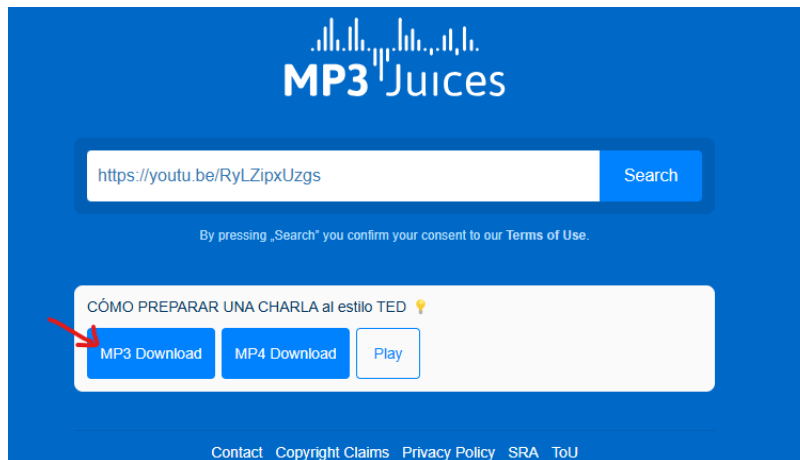 MP3 Juices
https://youtu.be/RyLZipxUzgs Search
By pressing „Search" you confirm your consent to our Terms of Use.
CÓMO PREPARAR UNA CHARLA al estilo TED 💡
MP3 Download MP4 Download Play
Contact Copyright Claims Privacy Policy SRA ToU